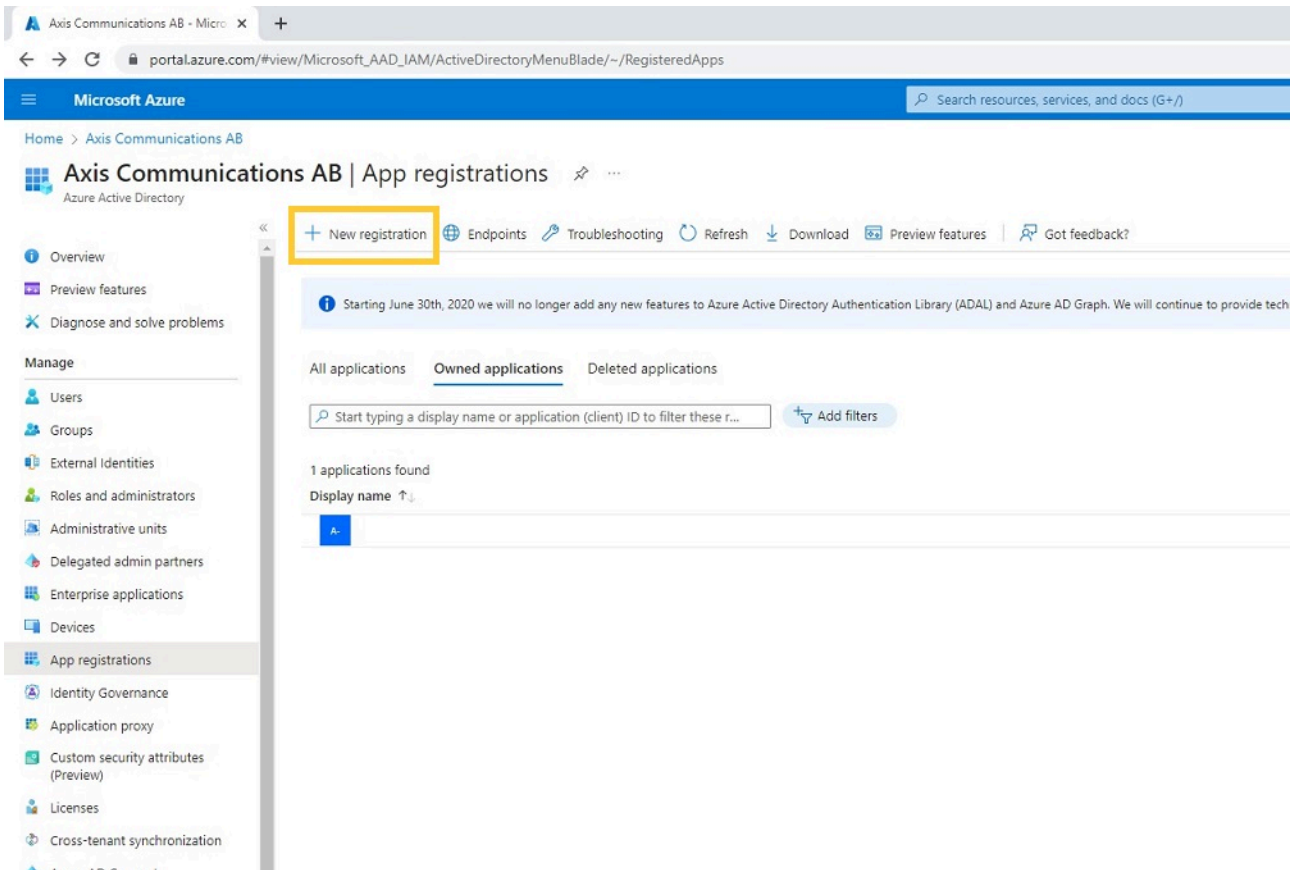 Axis Communications AB - Micro
portal.azure.com/#view/Microsoft_AAD_IAM/ActiveDirectoryMenuBlade/~/RegisteredApps
Microsoft Azure
Search resources, services, and docs (G+/)
Home > Axis Communications AB
Axis Communications AB | App registrations
Azure Active Directory
New registration Endpoints Troubleshooting Refresh Download Preview features Got feedback?
Overview
Preview features
Diagnose and solve problems
Manage
Users
Groups
External Identities
Roles and administrators
Administrative units
Delegated admin partners
Enterprise applications
Devices
App registrations
Identity Governance
Application proxy
Custom security attributes
(Preview)
Licenses
Cross-tenant synchronization
Starting June 30th, 2020 we will no longer add any new features to Azure Active Directory Authentication Library (ADAL) and Azure AD Graph. We will continue to provide tech
All applications Owned applications Deleted applications
Start typing a display name or application (client) ID to filter these r...
Add filters
1 applications found
Display name
A-